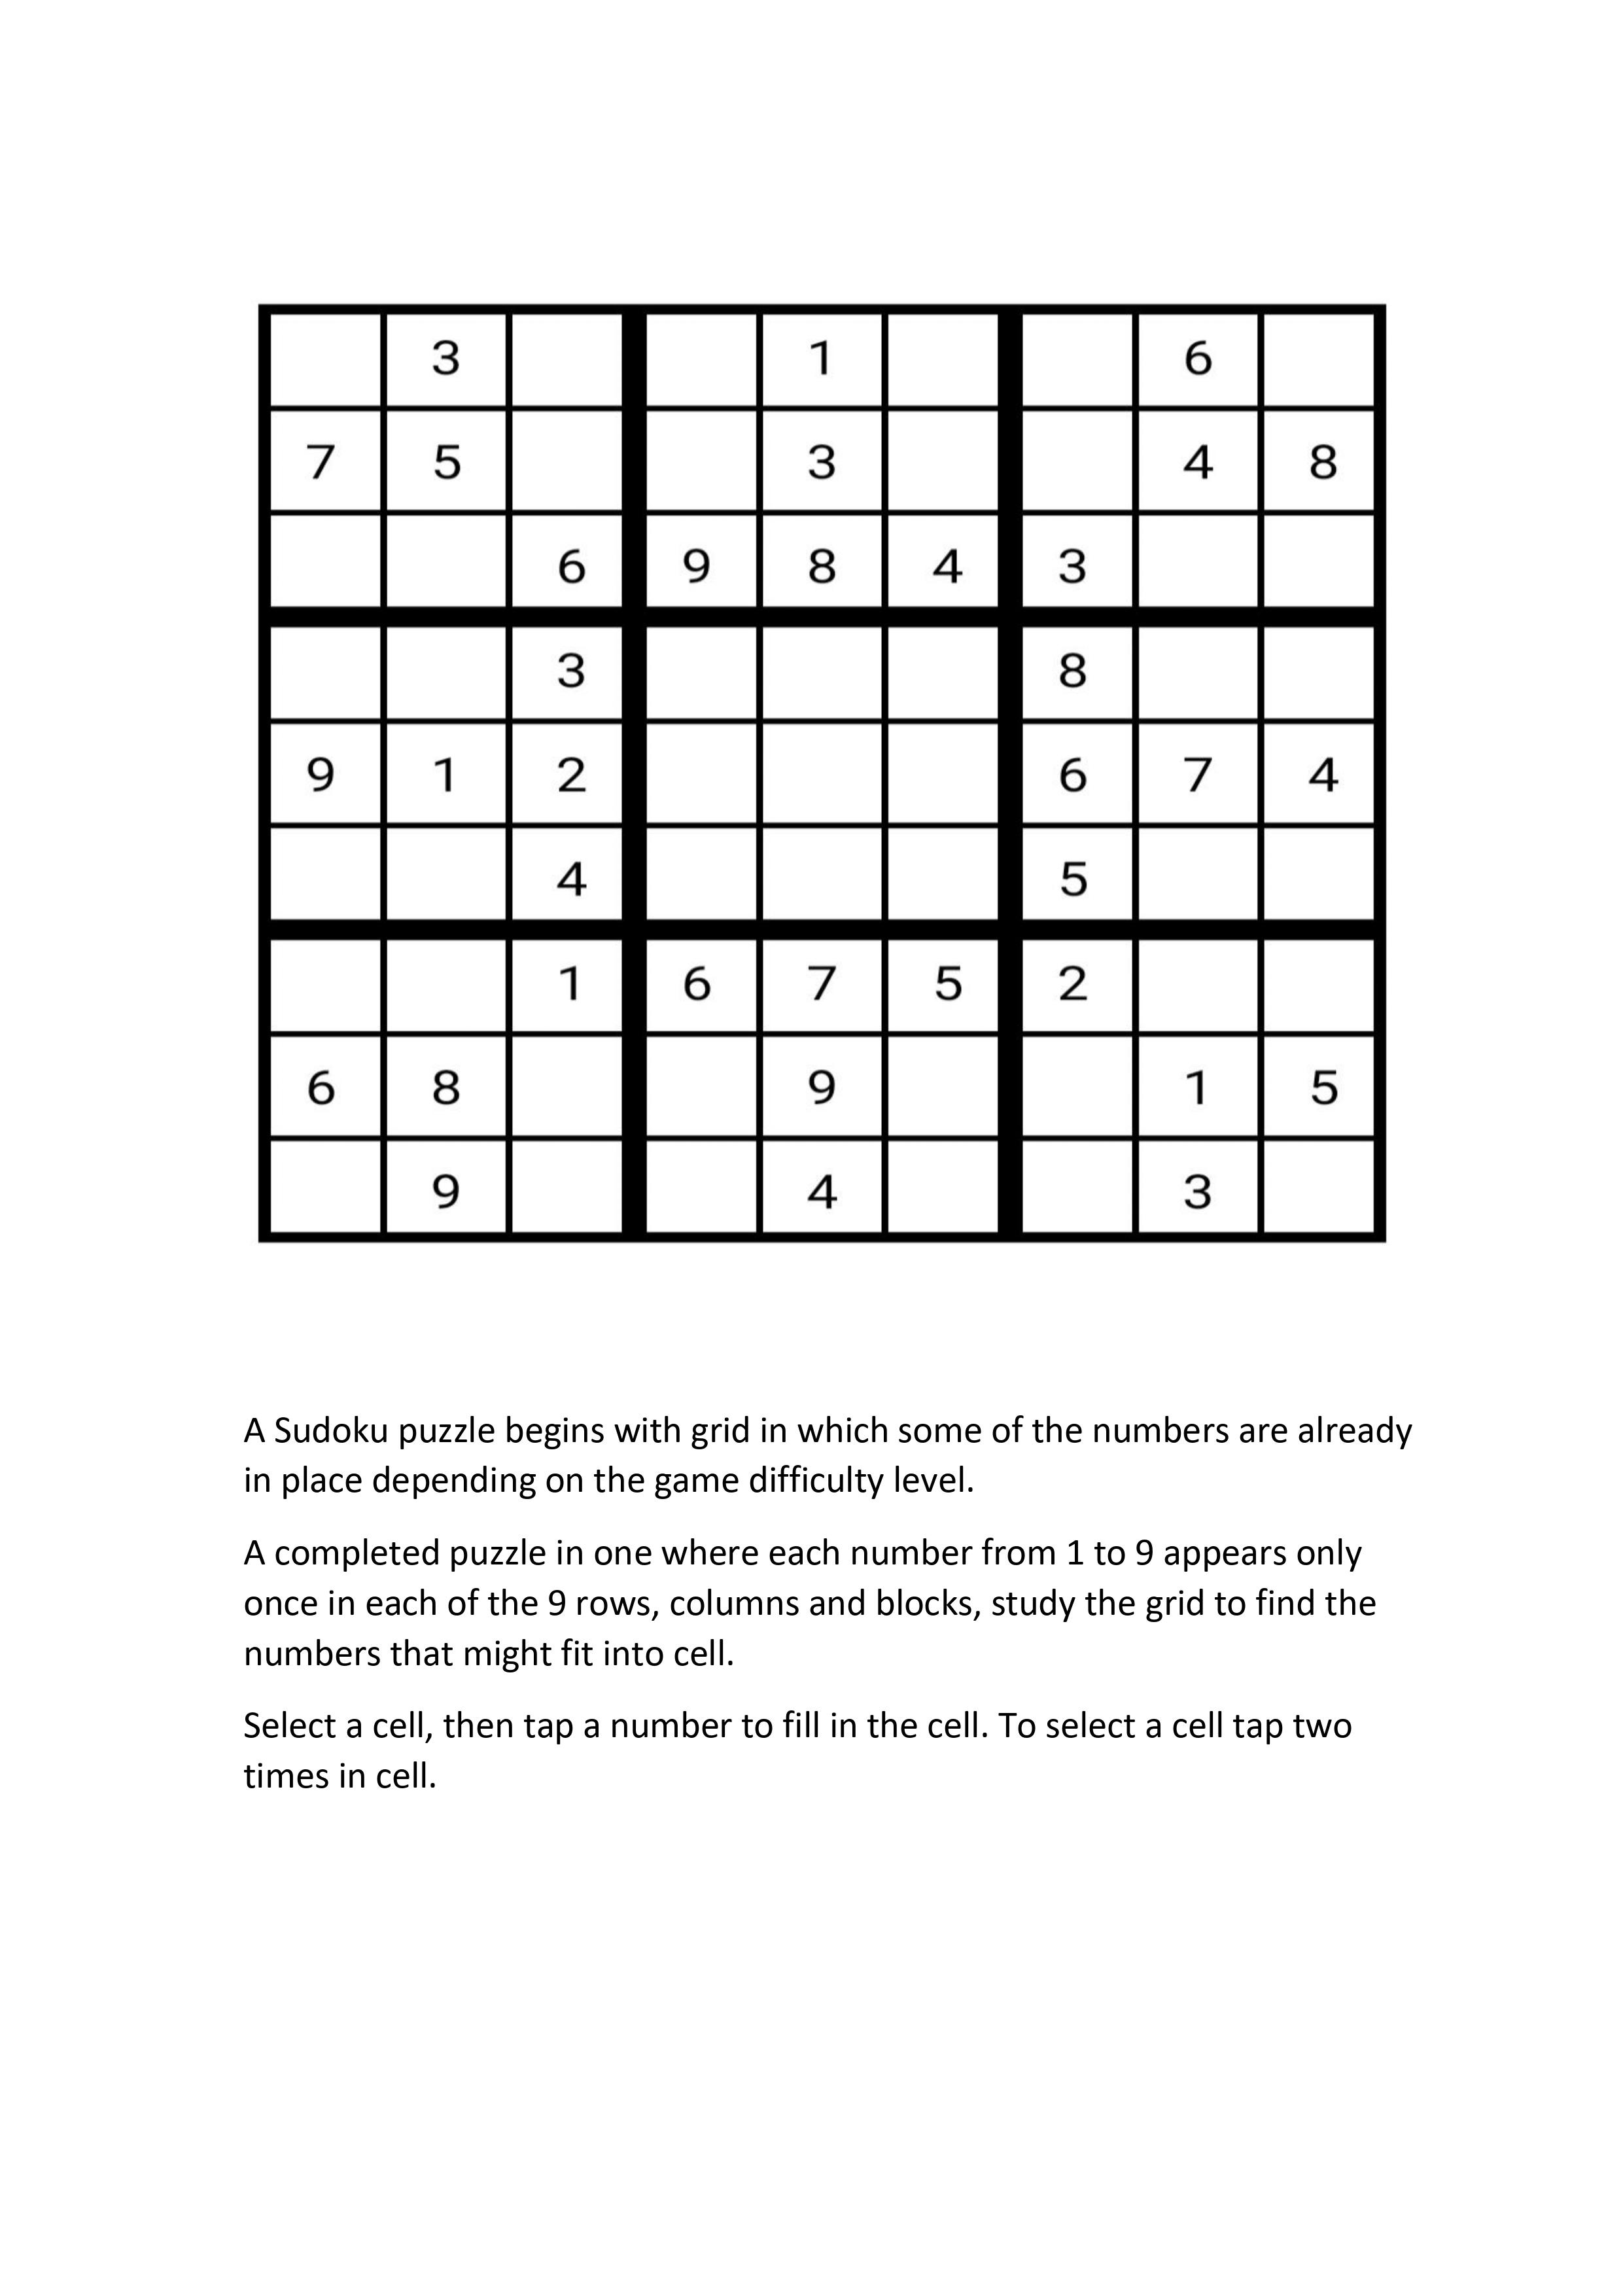 3 1 6
7 5 3 4 8
6 9 8 4 3
3 8
9 1 2 6 7 4
4 5
1 6 7 5 2
6 8 9 1 5
9 4 3
A Sudoku puzzle begins with grid in which some of the numbers are already
in place depending on the game difficulty level.
A completed puzzle in one where each number from 1 to 9 appears only
once in each of the 9 rows, columns and blocks, study the grid to find the
numbers that might fit into cell.
Select a cell, then tap a number to fill in the cell. To select a cell tap two
times in cell.